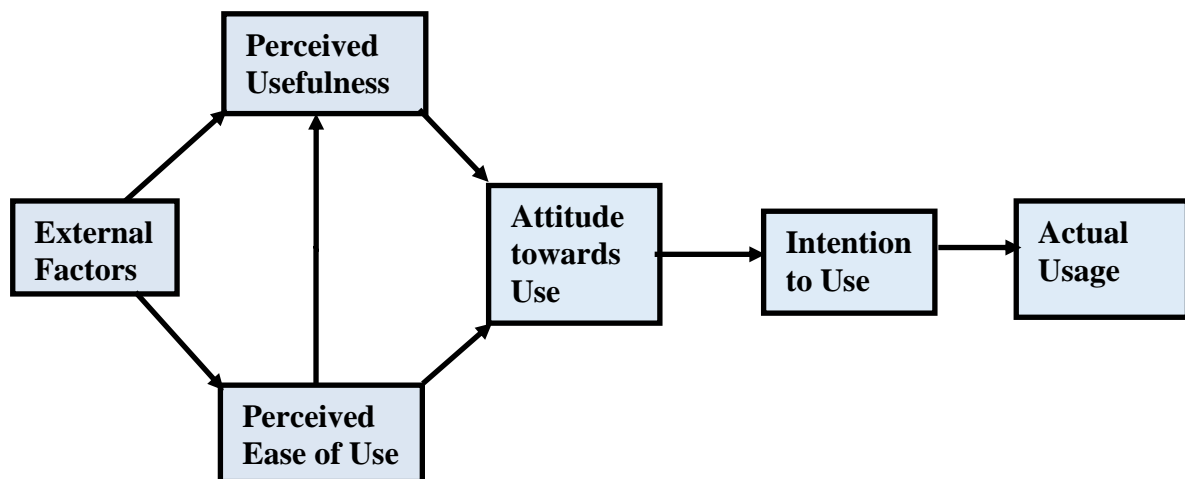 Perceived
Usefulness
External
Factors
Attitude
towards
Use
Intention
to Use
Actual
Usage
Perceived
Ease of Use